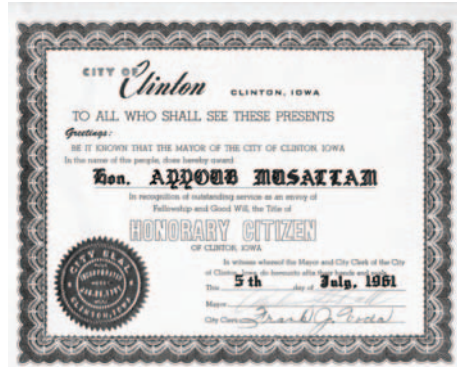 CITY OF Clinton CLINTON, IOWA
TO ALL WHO SHALL SEE THESE PRESENTS
Greetings:
BE IT KNOWN THAT THE MAYOR OF THE CITY OF CLINTON, IOWA
In the name of the people, does hereby award
Hon. AYYOUB MUSALLAM
In recognition of outstanding service as an envoy of
Fellowship and Good Will, the Title of
HONORARY CITIZEN
OF CLINTON, IOWA
In witness whereof the Mayor and City Clerk of the City
of Clinton, Iowa, do hereunto affix their hands and seal,
This 5th day of July, 1961
Mayor
City Clerk Frank J.
CITY SEAL
INCORPORATED
CLINTON, IOWA